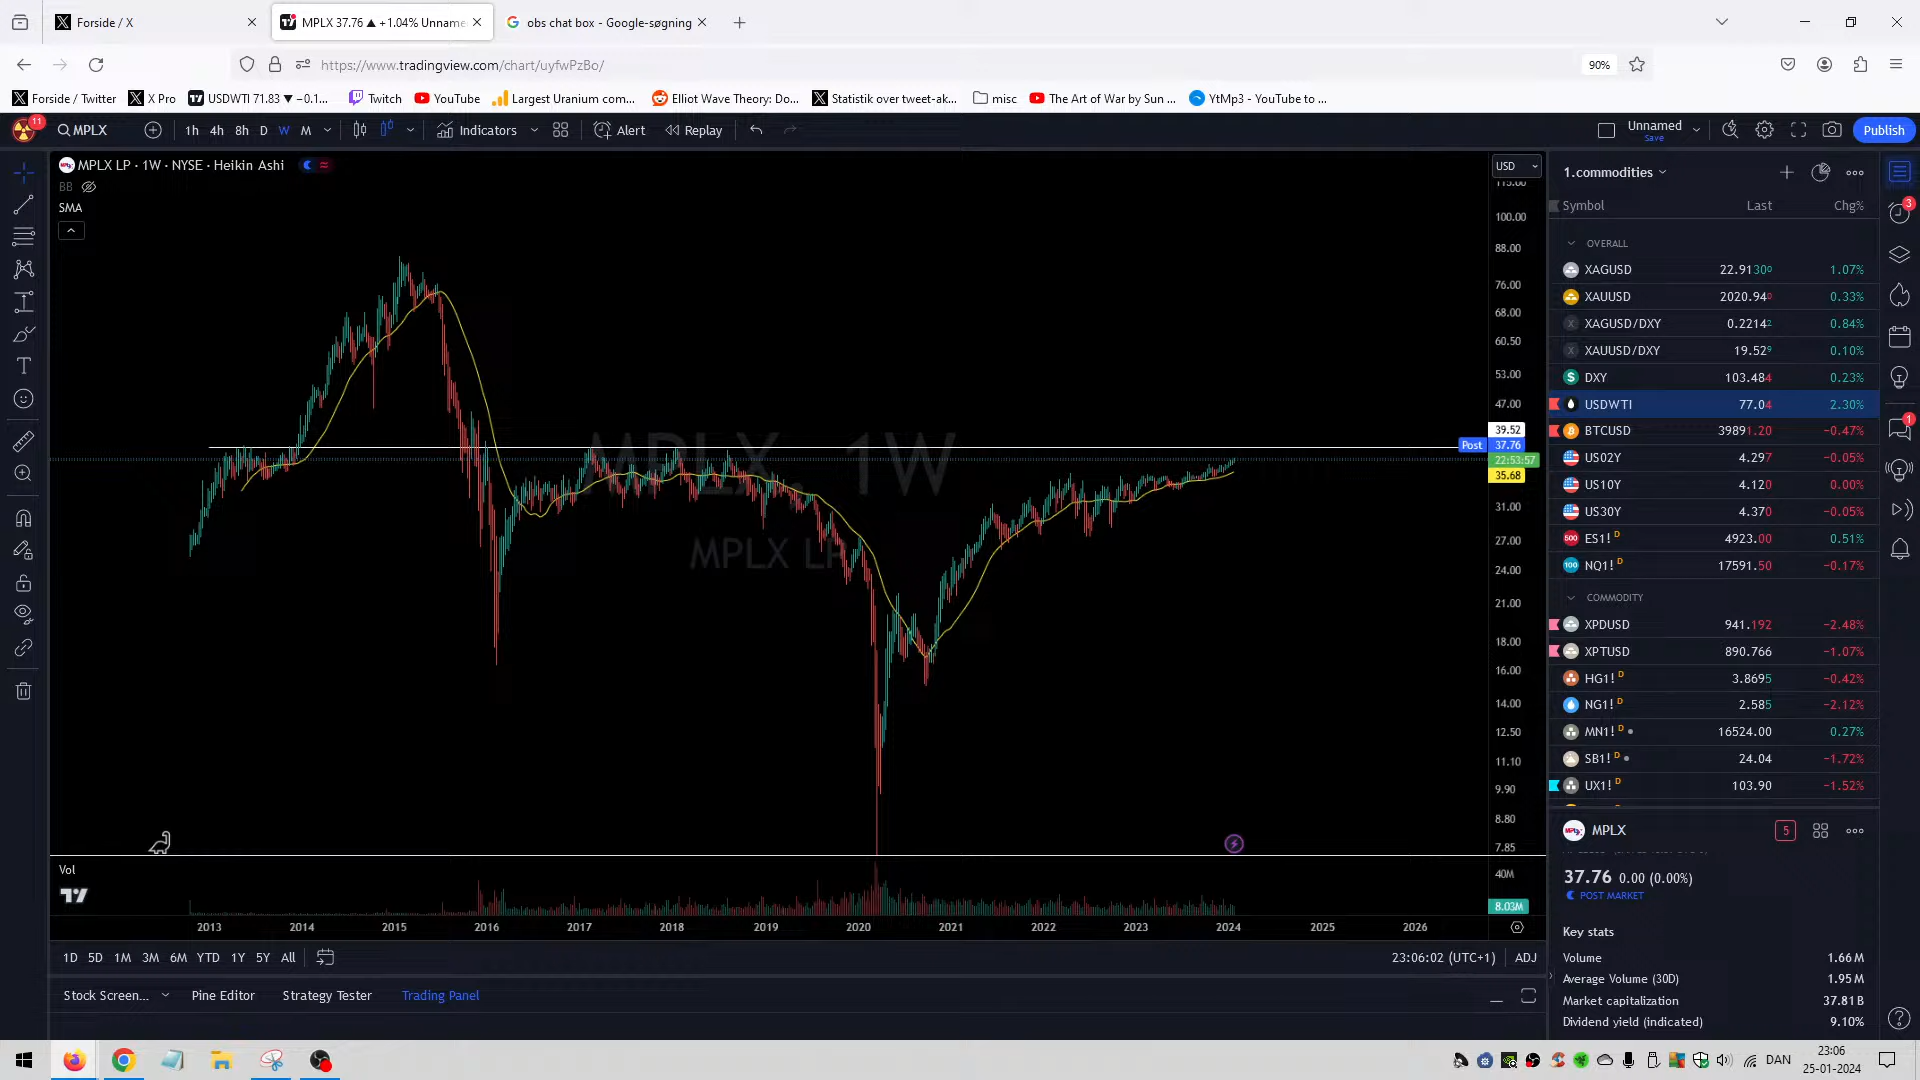 Forside / X
MPLX 37.76 ▲ +1.04% Unname
obs chat box - Google-søgning
https://www.tradingview.com/chart/uyfwPzBo/
90%
Forside / Twitter
X Pro
USDWTI 71.83 ▼ −0.1...
Twitch
YouTube
Largest Uranium com...
Elliot Wave Theory: Do...
Statistik over tweet-ak...
misc
The Art of War by Sun ...
YtMp3 - YouTube to ...
11
MPLX
1h 4h 8h D W M
Indicators
Alert
Replay
Unnamed
Save
Publish
MPLX LP · 1W · NYSE · Heikin Ashi
BB
SMA
MPLX, 1W
MPLX LP
USD
115.00
100.00
88.00
76.00
68.00
60.50
53.00
47.00
39.52
Post 37.76
22:53:57
35.68
31.00
27.00
24.00
21.00
18.00
16.00
14.00
12.50
11.10
9.90
8.80
7.85
Vol
40M
8.03M
2013 2014 2015 2016 2017 2018 2019 2020 2021 2022 2023 2024 2025 2026
1D 5D 1M 3M 6M YTD 1Y 5Y All
23:06:02 (UTC+1) ADJ
Stock Screen... Pine Editor Strategy Tester Trading Panel
1.commodities
Symbol Last Chg%
OVERALL
XAGUSD 22.9130⁰ 1.07%
XAUUSD 2020.94⁰ 0.33%
XAGUSD/DXY 0.2214² 0.84%
XAUUSD/DXY 19.52⁹ 0.10%
DXY 103.484 0.23%
USDWTI 77.04 2.30%
BTCUSD 39891.20 −0.47%
US02Y 4.297 −0.05%
US10Y 4.120 0.00%
US30Y 4.370 −0.05%
ES1! D 4923.00 0.51%
NQ1! D 17591.50 −0.17%
COMMODITY
XPDUSD 941.192 −2.48%
XPTUSD 890.766 −1.07%
HG1! D 3.8695 −0.42%
NG1! D 2.585 −2.12%
MN1! D 16524.00 0.27%
SB1! D 24.04 −1.72%
UX1! D 103.90 −1.52%
MPLX
5
37.76 0.00 (0.00%)
POST MARKET
Key stats
Volume 1.66M
Average Volume (30D) 1.95M
Market capitalization 37.81B
Dividend yield (indicated) 9.10%
3
1
DAN
23:06
25-01-2024